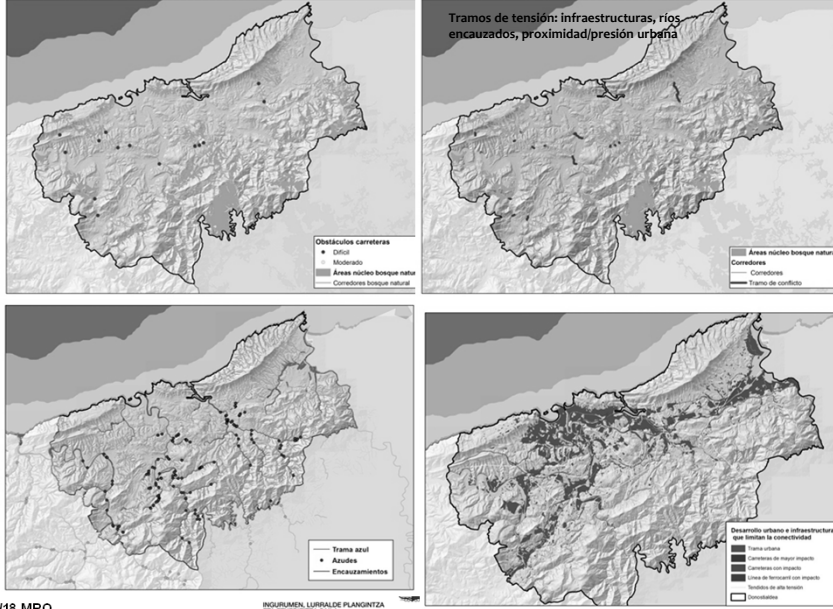 Tramos de tensión: infraestructuras, ríos
encauzados, proximidad/presión urbana
Obstáculos carreteras
Difícil
Moderado
Áreas núcleo bosque natur
Corredores bosque natural
Áreas núcleo bosque natura
Corredores
Corredores
Tramo de conflicto
Trama azul
Azudes
Encauzamientos
Desarrollo urbano e infraestructura
que limitan la conectividad
Trama urbana
Carreteras de mayor impacto
Carreteras con impacto
Línea de ferrocarril con impacto
Tendidos de alta tensión
Donostialdea
INGURUMEN, LURRALDE PLANGINTZA